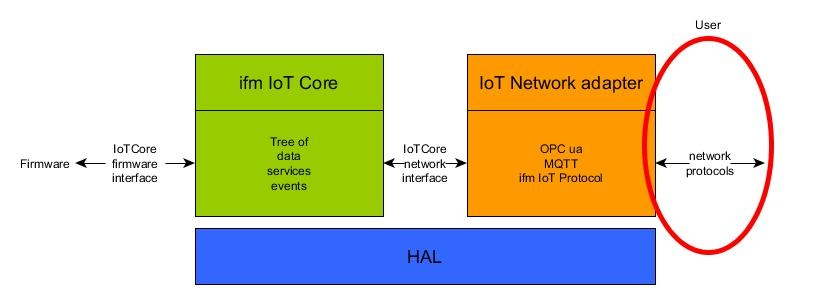 User
ifm IoT Core
IoT Network adapter
Firmware
IoTCore
firmware
interface
Tree of
data
services
events
IoTCore
network
interface
OPC ua
MQTT
ifm IoT Protocol
network
protocols
HAL